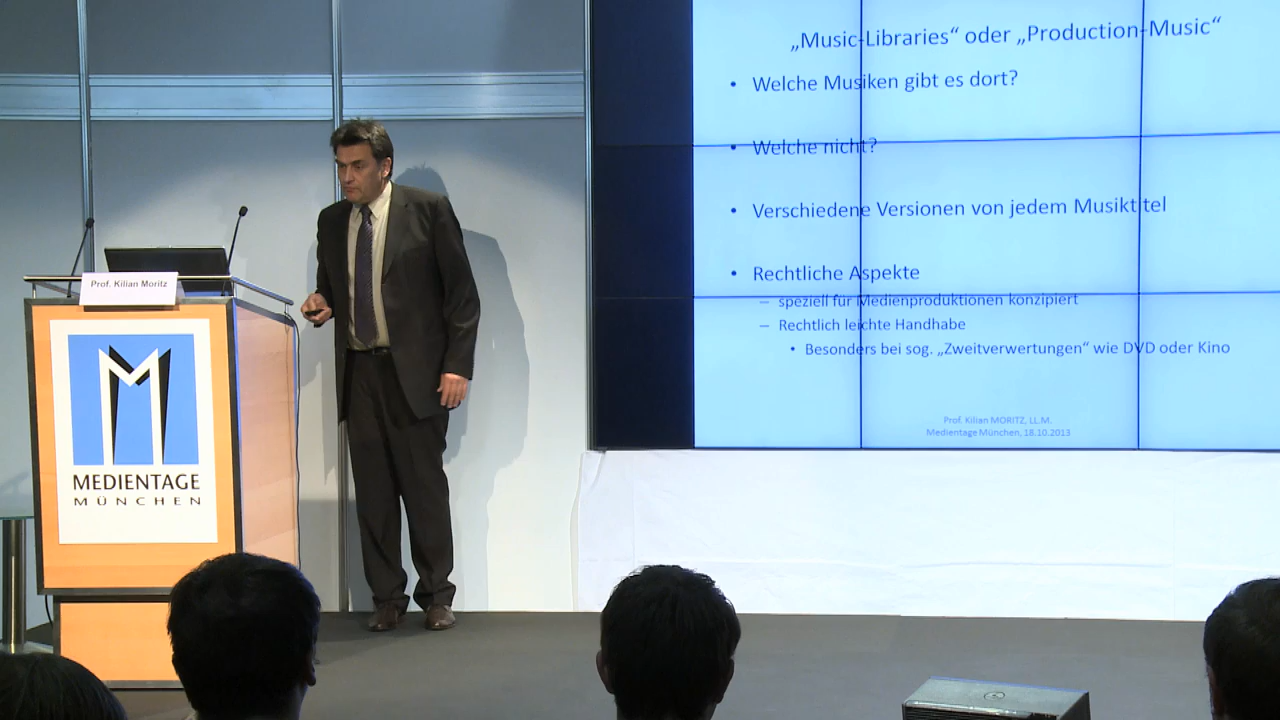 „Music-Libraries“ oder „Production-Music“
• Welche Musiken gibt es dort?
• Welche nicht?
• Verschiedene Versionen von jedem Musiktitel
• Rechtliche Aspekte
– speziell für Medienproduktionen konzipiert
– Rechtlich leichte Handhabe
• Besonders bei sog. „Zweitverwertungen“ wie DVD oder Kino
Prof. Kilian MORITZ, LL.M.
Medientage München, 18.10.2013
Prof. Kilian Moritz
M
MEDIENTAGE
MÜNCHEN